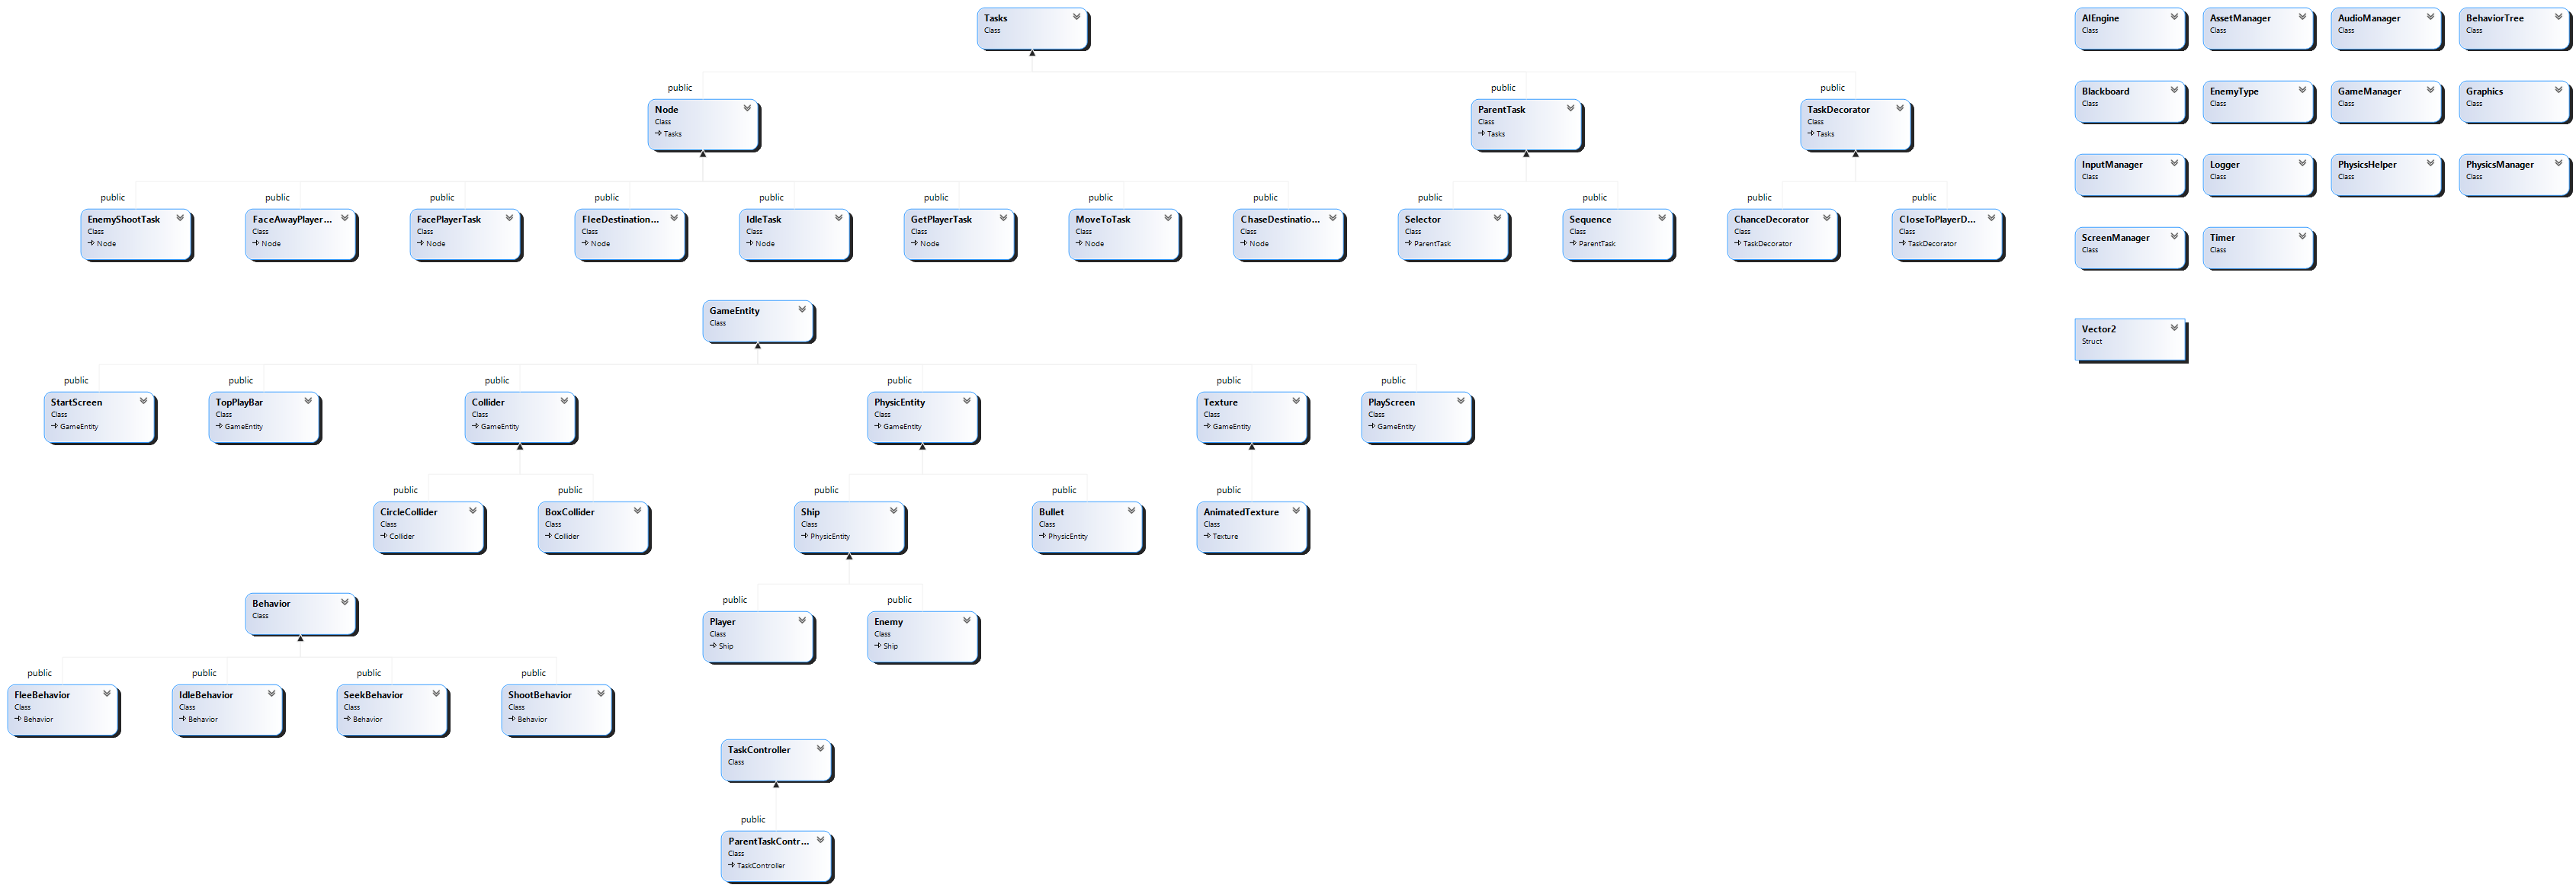 Tasks
Class
AIEngine
Class
AssetManager
Class
AudioManager
Class
BehaviorTree
Class
public
public
public
Node
Class
Tasks
ParentTask
Class
Tasks
TaskDecorator
Class
Tasks
Blackboard
Class
EnemyType
Class
GameManager
Class
Graphics
Class
InputManager
Class
Logger
Class
PhysicsHelper
Class
PhysicsManager
Class
public
public
public
public
public
public
public
public
public
public
public
public
EnemyShootTask
Class
Node
FaceAwayPlayer...
Class
Node
FacePlayerTask
Class
Node
FleeDestination...
Class
Node
IdleTask
Class
Node
GetPlayerTask
Class
Node
MoveToTask
Class
Node
ChaseDestinatio...
Class
Node
Selector
Class
ParentTask
Sequence
Class
ParentTask
ChanceDecorator
Class
TaskDecorator
CloseToPlayerD...
Class
TaskDecorator
ScreenManager
Class
Timer
Class
GameEntity
Class
Vector2
Struct
public
public
public
public
public
public
StartScreen
Class
GameEntity
TopPlayBar
Class
GameEntity
Collider
Class
GameEntity
PhysicEntity
Class
GameEntity
Texture
Class
GameEntity
PlayScreen
Class
GameEntity
public
public
public
public
public
CircleCollider
Class
Collider
BoxCollider
Class
Collider
Ship
Class
PhysicEntity
Bullet
Class
PhysicEntity
AnimatedTexture
Class
Texture
Behavior
Class
public
public
Player
Class
Ship
Enemy
Class
Ship
public
public
public
public
FleeBehavior
Class
Behavior
IdleBehavior
Class
Behavior
SeekBehavior
Class
Behavior
ShootBehavior
Class
Behavior
TaskController
Class
public
ParentTaskContr...
Class
TaskController